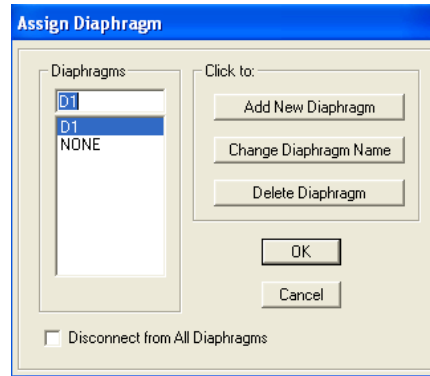 Assign Diaphragm
Diaphragms
D1
D1
NONE
Click to:
Add New Diaphragm
Change Diaphragm Name
Delete Diaphragm
OK
Cancel
Disconnect from All Diaphragms